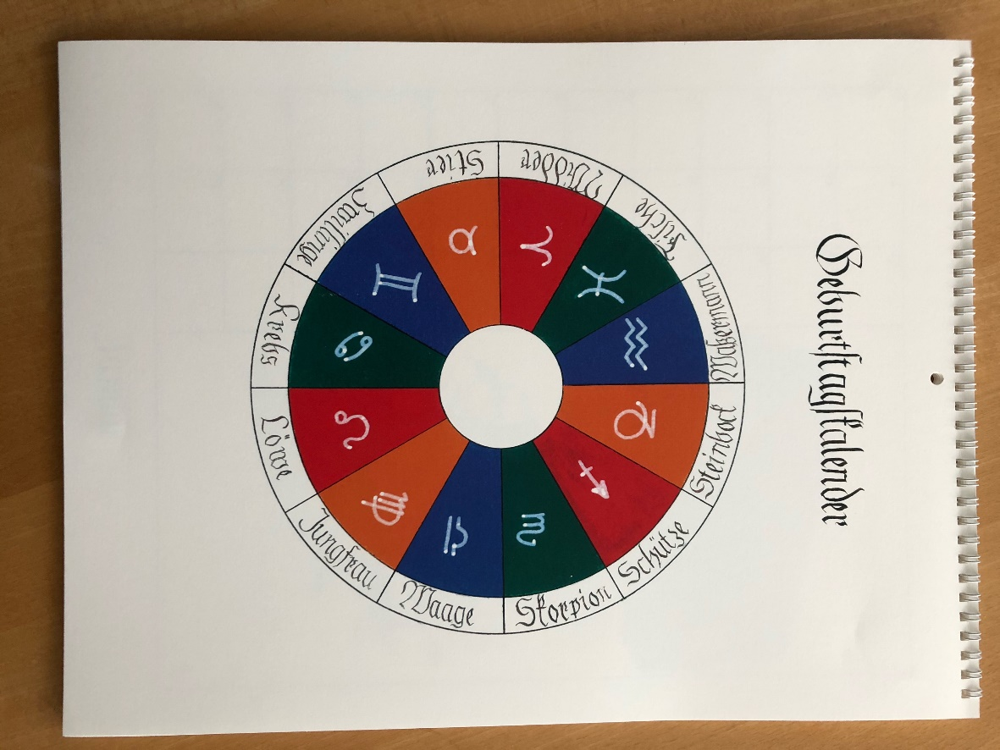 Geburtstagskalender
Widder
Stier
Zwillinge
Krebs
Löwe
Jungfrau
Waage
Skorpion
Schütze
Steinbock
Wassermann
Fische